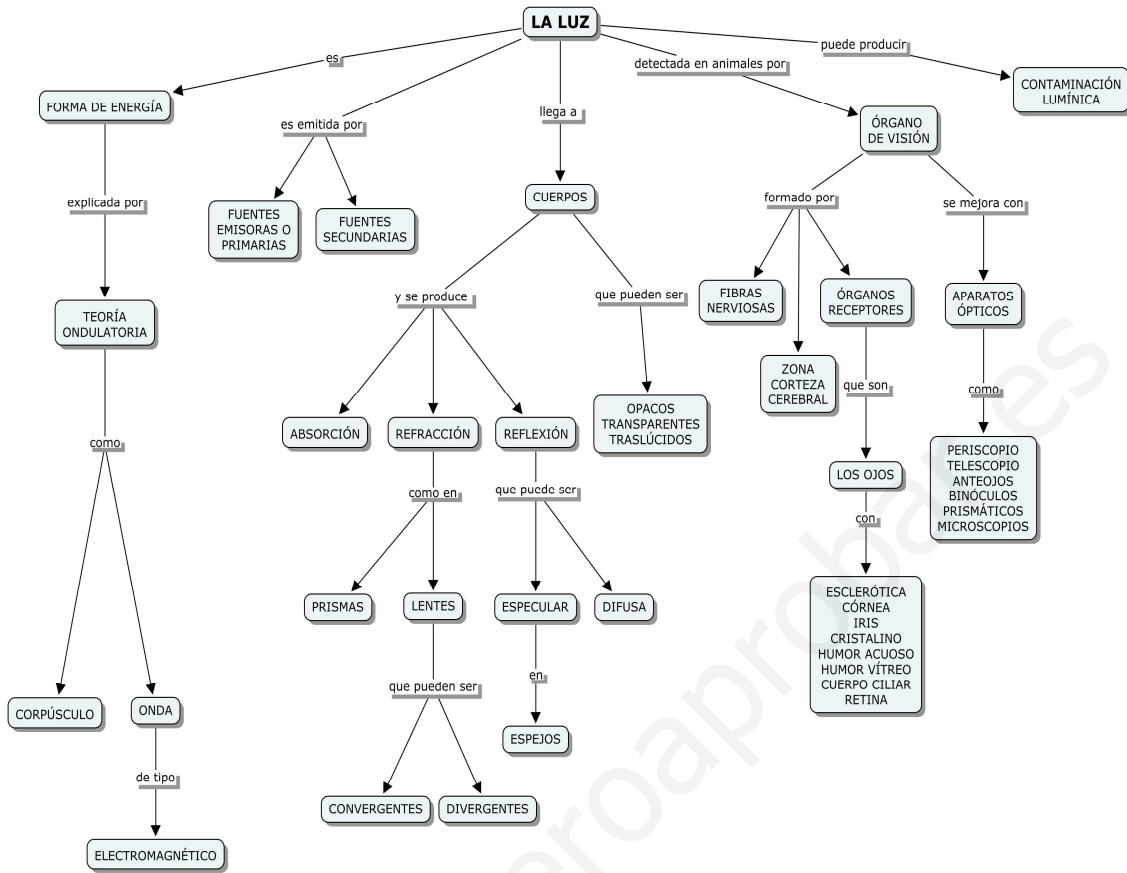 LA LUZ
es
FORMA DE ENERGÍA
explicada por
TEORÍA
ONDULATORIA
como
CORPÚSCULO
ONDA
de tipo
ELECTROMAGNÉTICO
es emitida por
FUENTES
EMISORAS O
PRIMARIAS
FUENTES
SECUNDARIAS
llega a
CUERPOS
y se produce
ABSORCIÓN
REFRACCIÓN
REFLEXIÓN
como en
PRISMAS
LENTES
que pueden ser
CONVERGENTES
DIVERGENTES
que puede ser
ESPECULAR
DIFUSA
en
ESPEJOS
que pueden ser
OPACOS
TRANSPARENTES
TRASLÚCIDOS
detectada en animales por
ÓRGANO
DE VISIÓN
formado por
FIBRAS
NERVIOSAS
ZONA
CORTEZA
CEREBRAL
ÓRGANOS
RECEPTORES
que son
LOS OJOS
con
ESCLERÓTICA
CÓRNEA
IRIS
CRISTALINO
HUMOR ACUOSO
HUMOR VÍTREO
CUERPO CILIAR
RETINA
se mejora con
APARATOS
ÓPTICOS
como
PERISCOPIO
TELESCOPIO
ANTEOJOS
BINÓCULOS
PRISMÁTICOS
MICROSCOPIOS
puede producir
CONTAMINACIÓN
LUMÍNICA
roaprobar.es